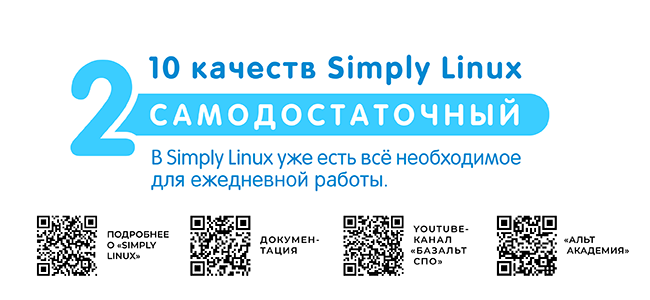 10 качеств Simply Linux
2
САМОДОСТАТОЧНЫЙ
В Simply Linux уже есть всё необходимое
для ежедневной работы.
ПОДРОБНЕЕ
О «SIMPLY
LINUX»
ДОКУМЕН-
ТАЦИЯ
YOUTUBE-
КАНАЛ
«БАЗАЛЬТ
СПО»
«АЛЬТ
АКАДЕМИЯ»